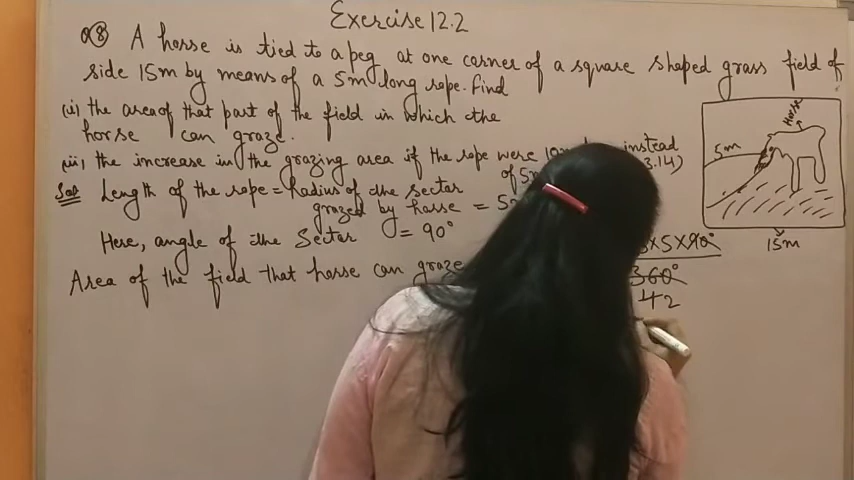 Exercise 12.2
Q8 A horse is tied to a peg at one corner of a square shaped grass field of
side 15m by means of a 5m long rope. Find
(i) the area of that part of the field in which the
horse can graze.
(ii) the increase in the grazing area if the rope were 10m instead
of 5m 3.14)
Sol Length of the rope = Radius of the sector
grazed by horse = 5
Here, angle of the Sector = 90°
Area of the field that horse can graze
×5×90°
360°
42
Horse
5m
15m